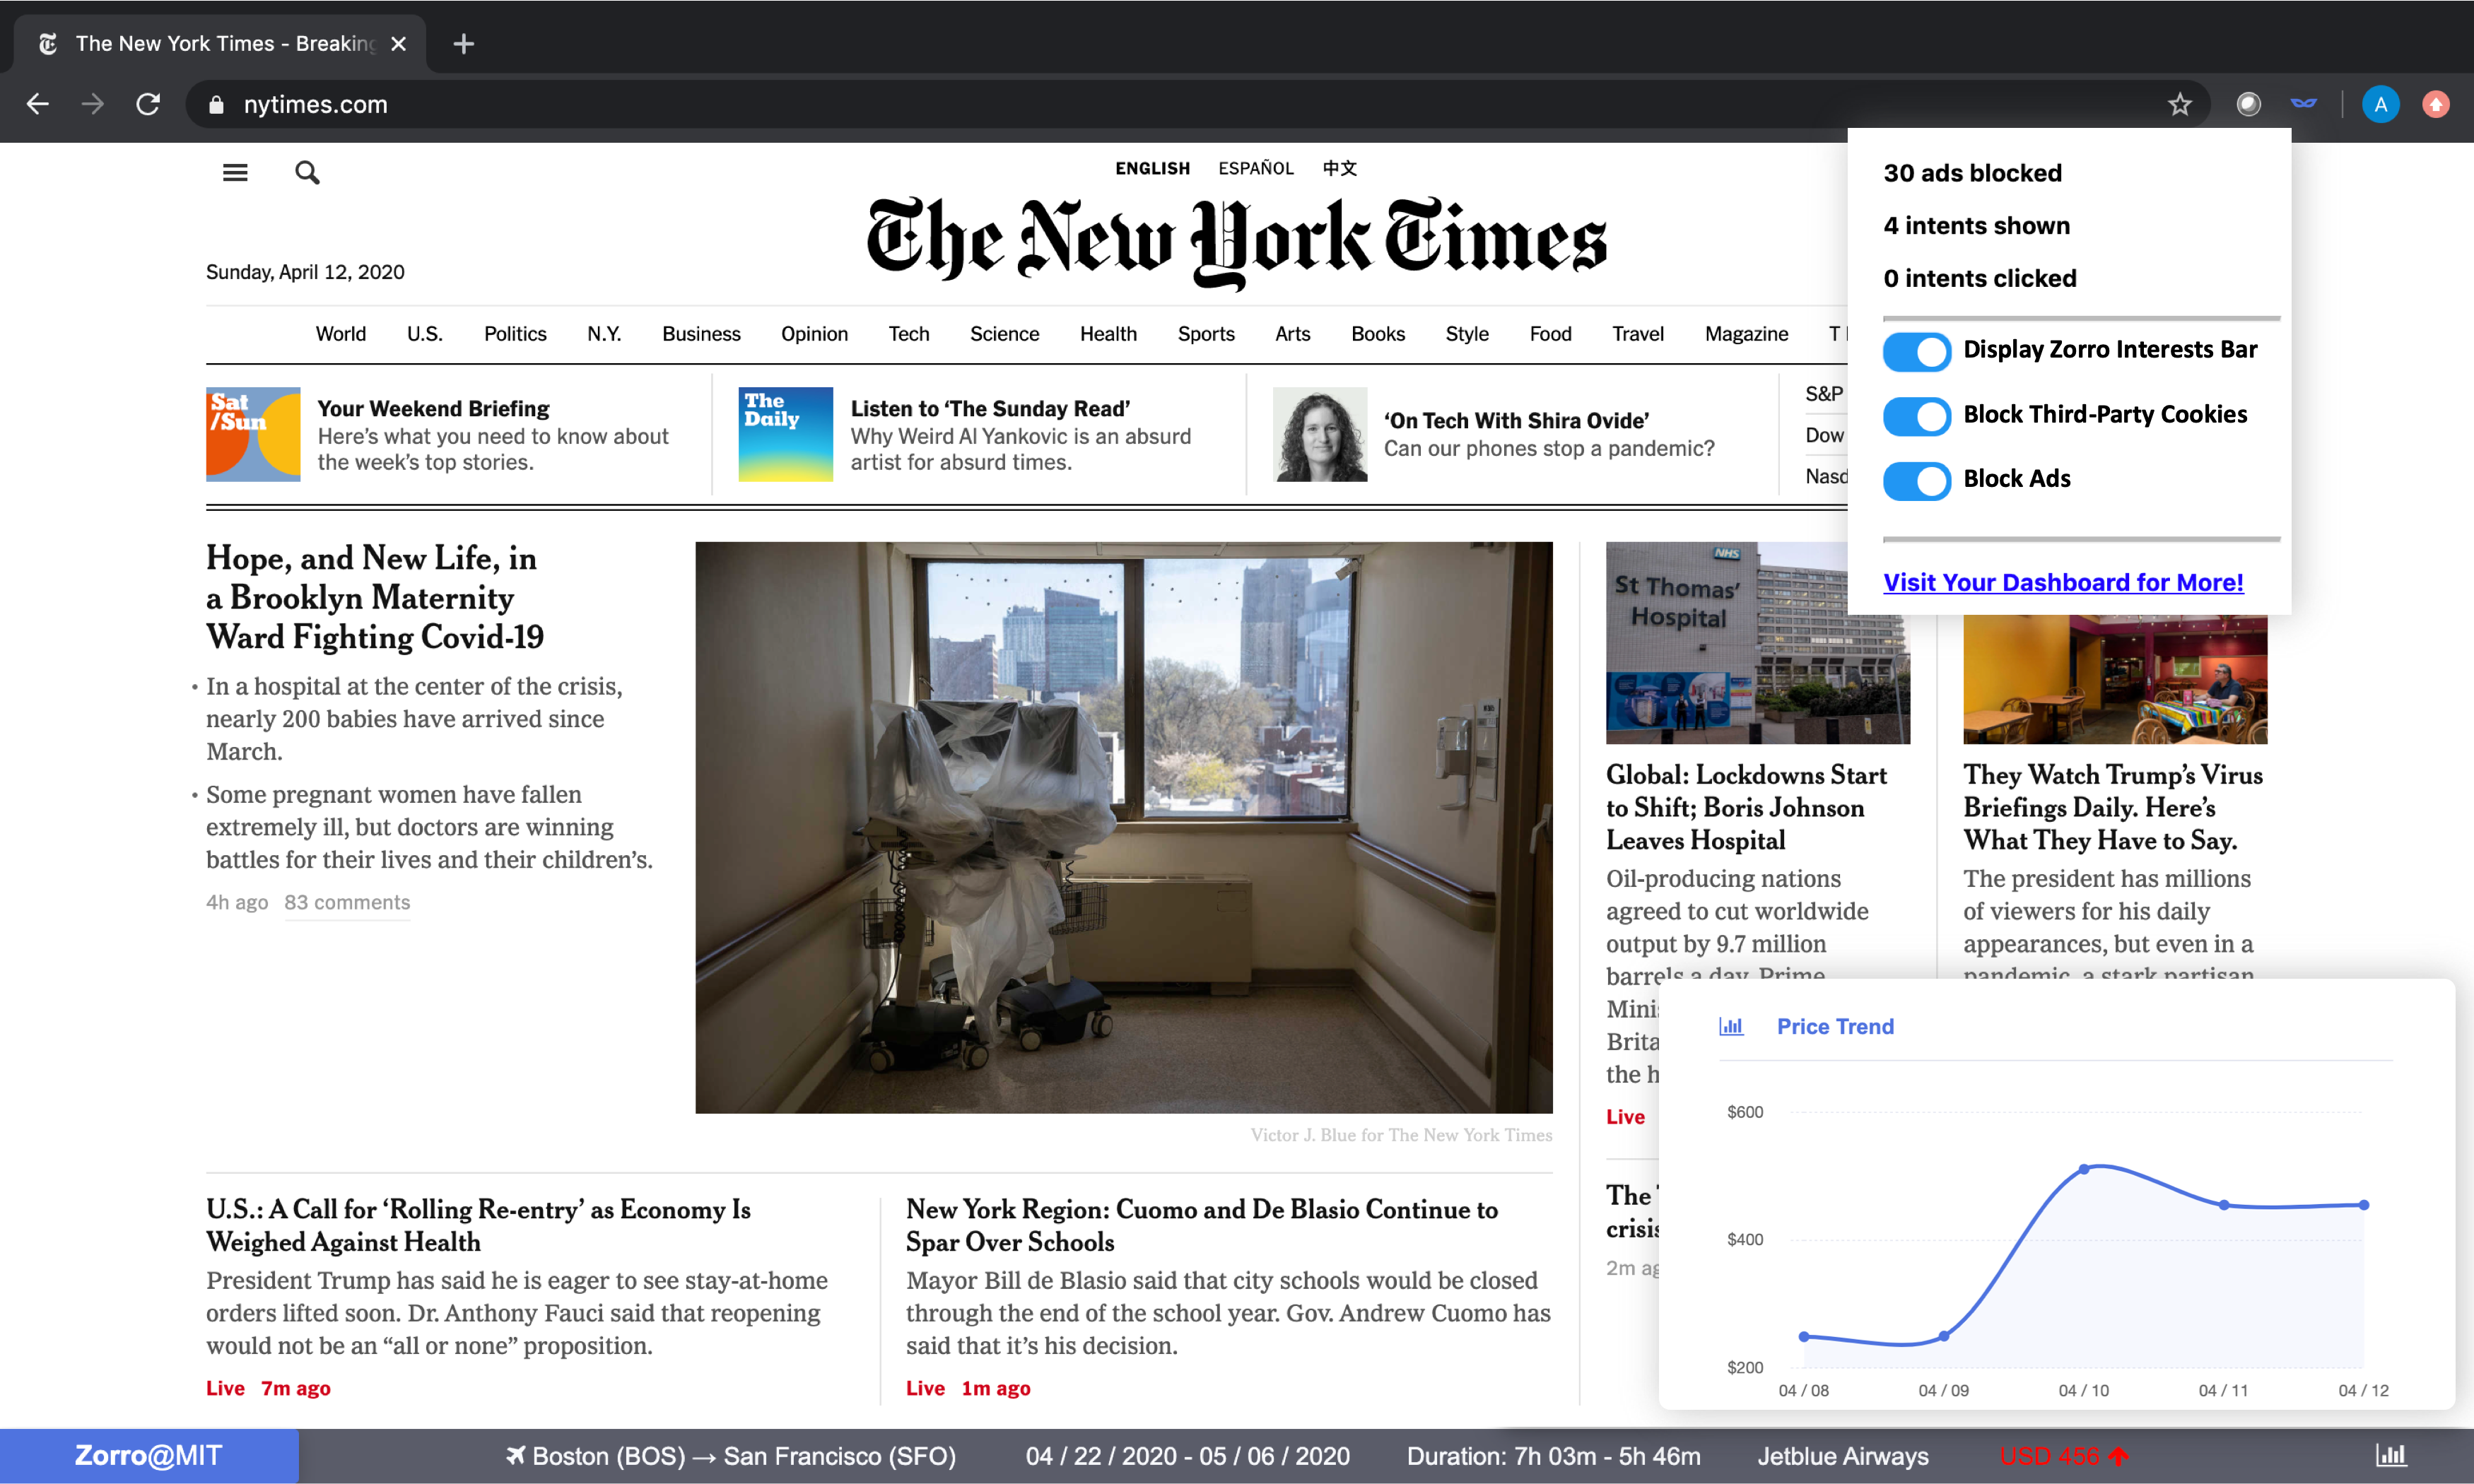 The New York Times - Breaking
nytimes.com
A
ENGLISH ESPAÑOL 中文
The New York Times
Sunday, April 12, 2020
World U.S. Politics N.Y. Business Opinion Tech Science Health Sports Arts Books Style Food Travel Magazine T
Sat
/Sun
Your Weekend Briefing
Here’s what you need to know about
the week’s top stories.
The
Daily
Listen to ‘The Sunday Read’
Why Weird Al Yankovic is an absurd
artist for absurd times.
‘On Tech With Shira Ovide’
Can our phones stop a pandemic?
S&P
Dow
Nasd
30 ads blocked
4 intents shown
0 intents clicked
Display Zorro Interests Bar
Block Third-Party Cookies
Block Ads
Visit Your Dashboard for More!
Hope, and New Life, in
a Brooklyn Maternity
Ward Fighting Covid-19
• In a hospital at the center of the crisis,
nearly 200 babies have arrived since
March.
• Some pregnant women have fallen
extremely ill, but doctors are winning
battles for their lives and their children’s.
4h ago 83 comments
Victor J. Blue for The New York Times
NHS
St Thomas’
Hospital
Global: Lockdowns Start
to Shift; Boris Johnson
Leaves Hospital
Oil-producing nations
agreed to cut worldwide
output by 9.7 million
barrels a day. Prime
Mini
Brita
the h
Live
They Watch Trump’s Virus
Briefings Daily. Here’s
What They Have to Say.
The president has millions
of viewers for his daily
appearances, but even in a
pandemic, a stark partisan
The
crisis
2m ag
U.S.: A Call for ‘Rolling Re-entry’ as Economy Is
Weighed Against Health
President Trump has said he is eager to see stay-at-home
orders lifted soon. Dr. Anthony Fauci said that reopening
would not be an “all or none” proposition.
Live 7m ago
New York Region: Cuomo and De Blasio Continue to
Spar Over Schools
Mayor Bill de Blasio said that city schools would be closed
through the end of the school year. Gov. Andrew Cuomo has
said that it’s his decision.
Live 1m ago
Price Trend
$600
$400
$200
04 / 08 04 / 09 04 / 10 04 / 11 04 / 12
Zorro@MIT
Boston (BOS) → San Francisco (SFO) 04 / 22 / 2020 - 05 / 06 / 2020 Duration: 7h 03m - 5h 46m Jetblue Airways USD 456